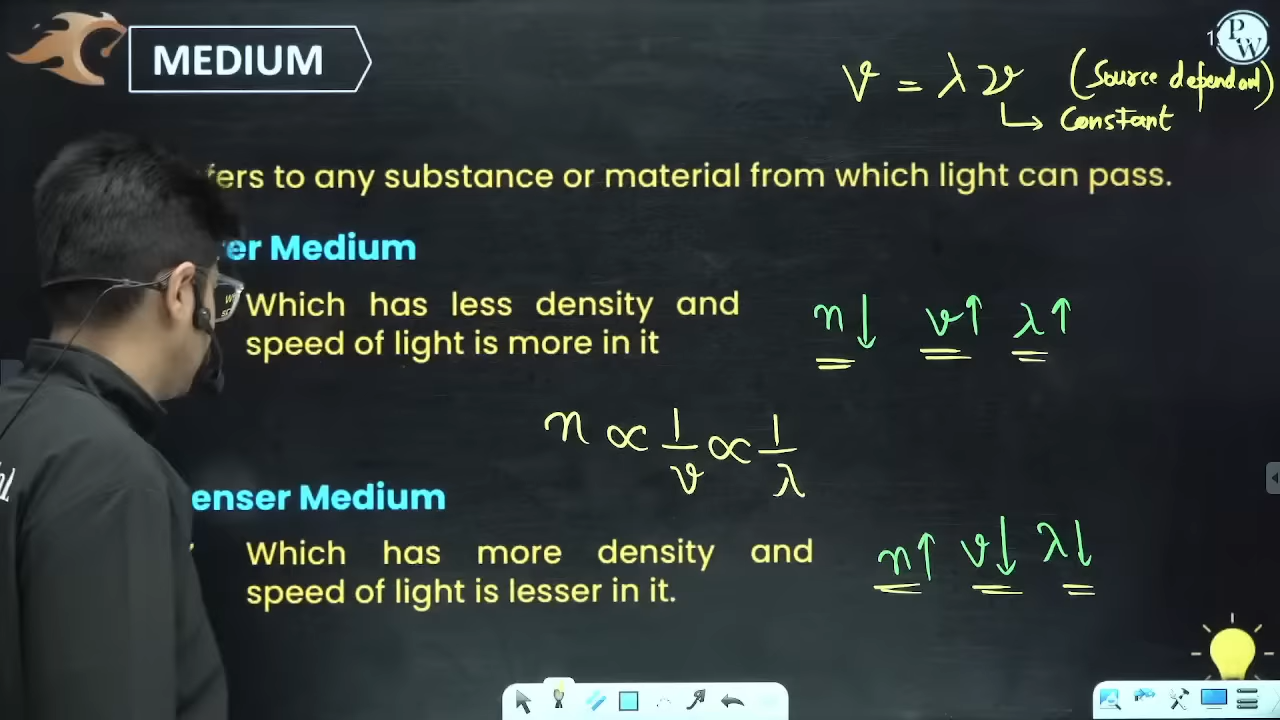 MEDIUM
PW
v = λ ν (Source dependant)
↳ Constant
fers to any substance or material from which light can pass.
er Medium
Which has less density and
speed of light is more in it
n↓ v↑ λ↑
n ∝ 1/v ∝ 1/λ
enser Medium
Which has more density and
speed of light is lesser in it.
n↑ v↓ λ↓